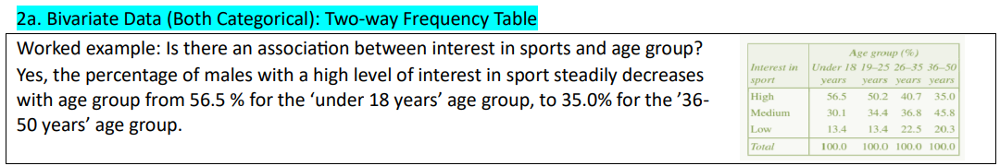 2a. Bivariate Data (Both Categorical): Two-way Frequency Table
Worked example: Is there an association between interest in sports and age group?
Yes, the percentage of males with a high level of interest in sport steadily decreases
with age group from 56.5 % for the ‘under 18 years’ age group, to 35.0% for the ’36-
50 years’ age group.
Age group (%)
Interest in Under 18 19–25 26–35 36–50
sport years years years years
High 56.5 50.2 40.7 35.0
Medium 30.1 34.4 36.8 45.8
Low 13.4 13.4 22.5 20.3
Total 100.0 100.0 100.0 100.0